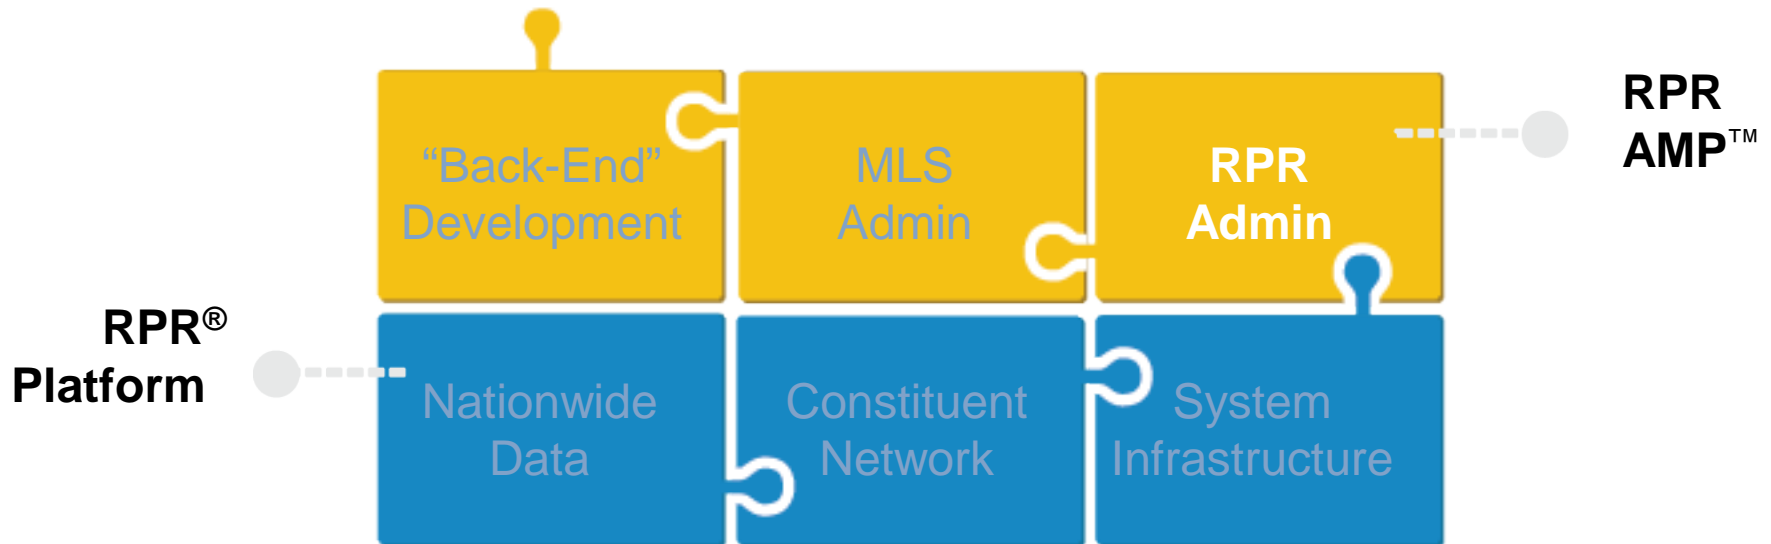 “Back-End”
Development
MLS
Admin
RPR
Admin
RPR
AMP™
RPR®
Platform
Nationwide
Data
Constituent
Network
System
Infrastructure